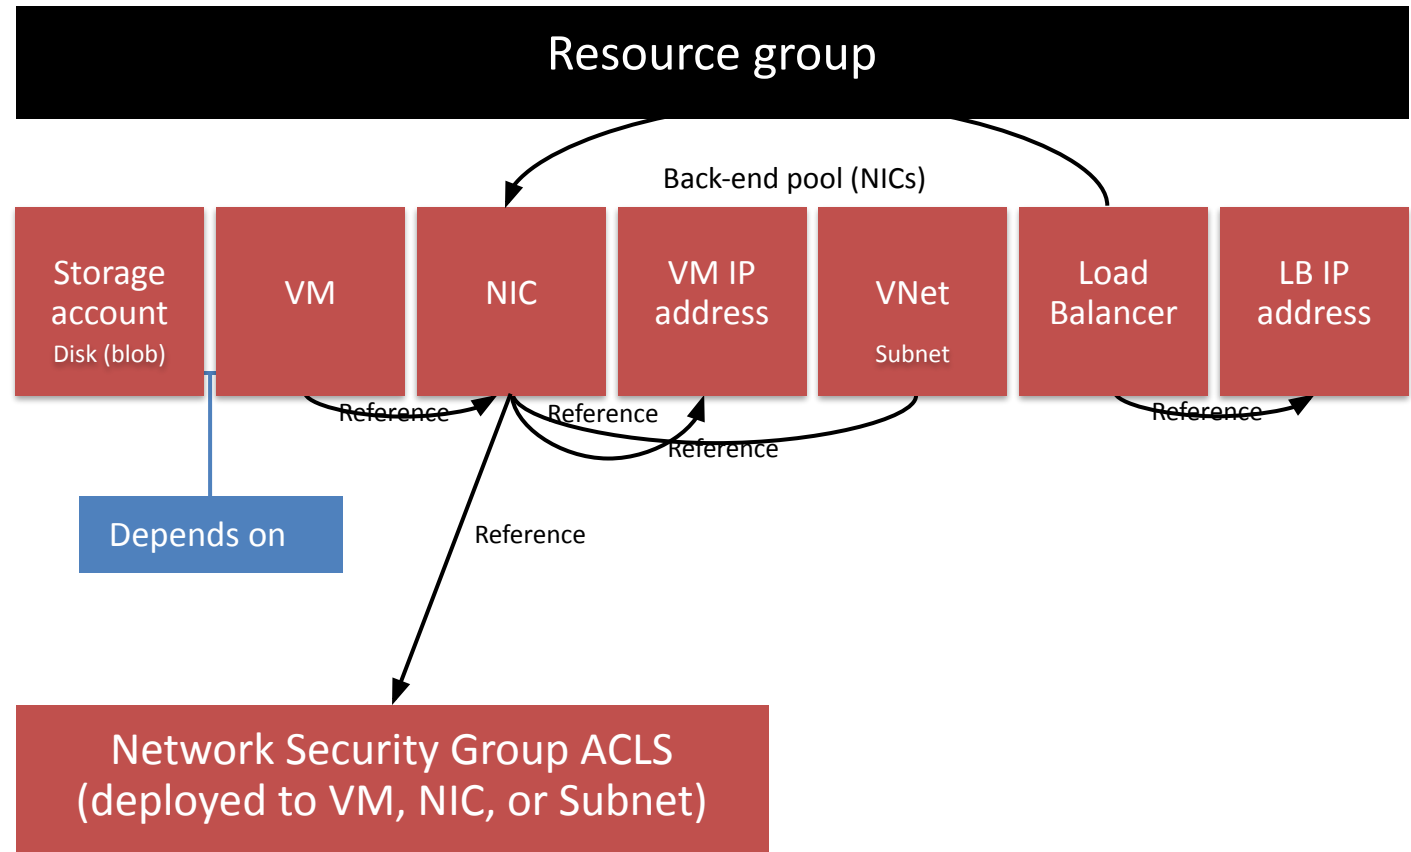 Resource group
Back-end pool (NICs)
Storage
account
Disk (blob)
VM
NIC
VM IP
address
VNet
Subnet
Load
Balancer
LB IP
address
Reference
Reference
Reference
Reference
Depends on
Reference
Network Security Group ACLS
(deployed to VM, NIC, or Subnet)